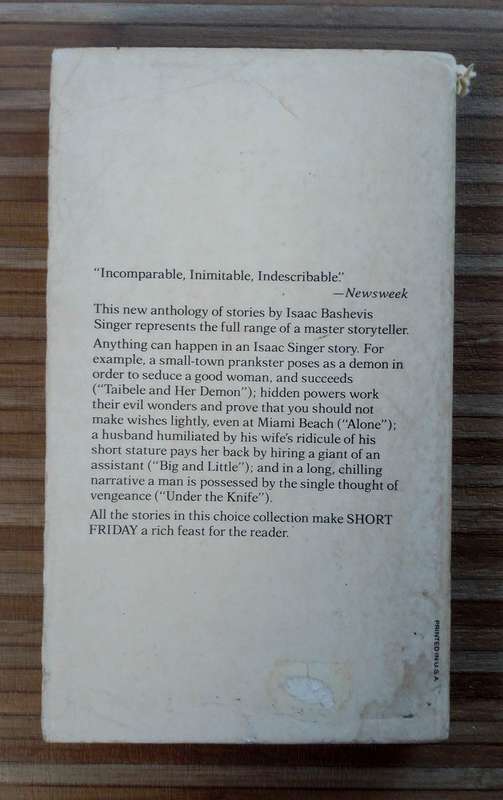 "Incomparable, Inimitable, Indescribable."
—Newsweek
This new anthology of stories by Isaac Bashevis
Singer represents the full range of a master storyteller.
Anything can happen in an Isaac Singer story. For
example, a small-town prankster poses as a demon in
order to seduce a good woman, and succeeds
("Taibele and Her Demon"); hidden powers work
their evil wonders and prove that you should not
make wishes lightly, even at Miami Beach ("Alone");
a husband humiliated by his wife's ridicule of his
short stature pays her back by hiring a giant of an
assistant ("Big and Little"); and in a long, chilling
narrative a man is possessed by the single thought of
vengeance ("Under the Knife").
All the stories in this choice collection make SHORT
FRIDAY a rich feast for the reader.
PRINTED IN U.S.A.